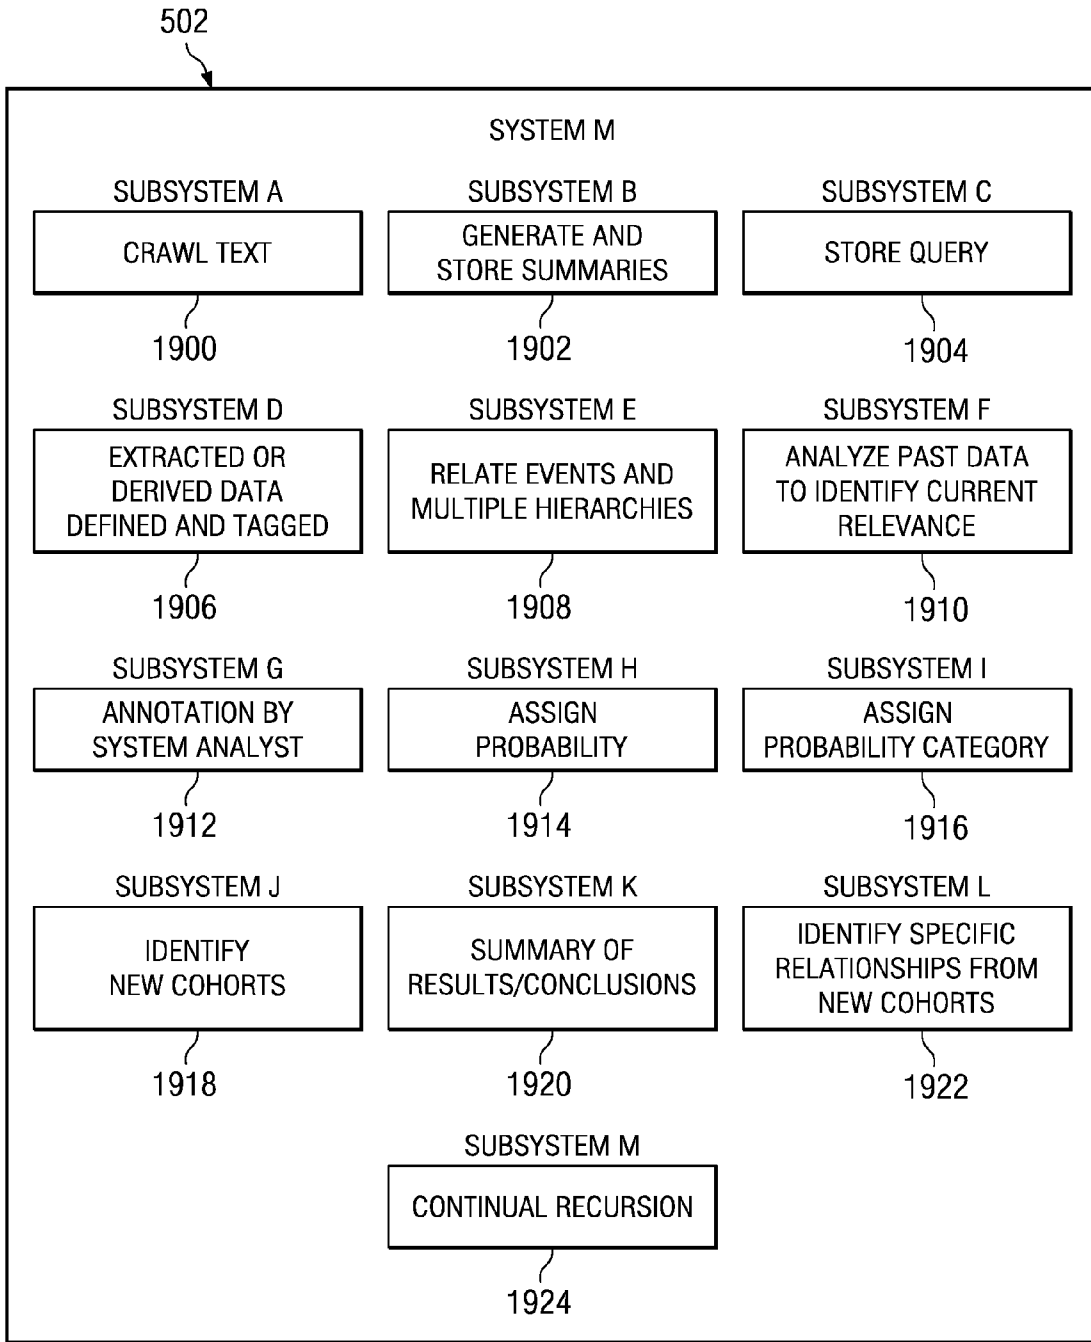 502
SYSTEM M
SUBSYSTEM A
CRAWL TEXT
1900
SUBSYSTEM B
GENERATE AND
STORE SUMMARIES
1902
SUBSYSTEM C
STORE QUERY
1904
SUBSYSTEM D
EXTRACTED OR
DERIVED DATA
DEFINED AND TAGGED
1906
SUBSYSTEM E
RELATE EVENTS AND
MULTIPLE HIERARCHIES
1908
SUBSYSTEM F
ANALYZE PAST DATA
TO IDENTIFY CURRENT
RELEVANCE
1910
SUBSYSTEM G
ANNOTATION BY
SYSTEM ANALYST
1912
SUBSYSTEM H
ASSIGN
PROBABILITY
1914
SUBSYSTEM I
ASSIGN
PROBABILITY CATEGORY
1916
SUBSYSTEM J
IDENTIFY
NEW COHORTS
1918
SUBSYSTEM K
SUMMARY OF
RESULTS/CONCLUSIONS
1920
SUBSYSTEM L
IDENTIFY SPECIFIC
RELATIONSHIPS FROM
NEW COHORTS
1922
SUBSYSTEM M
CONTINUAL RECURSION
1924